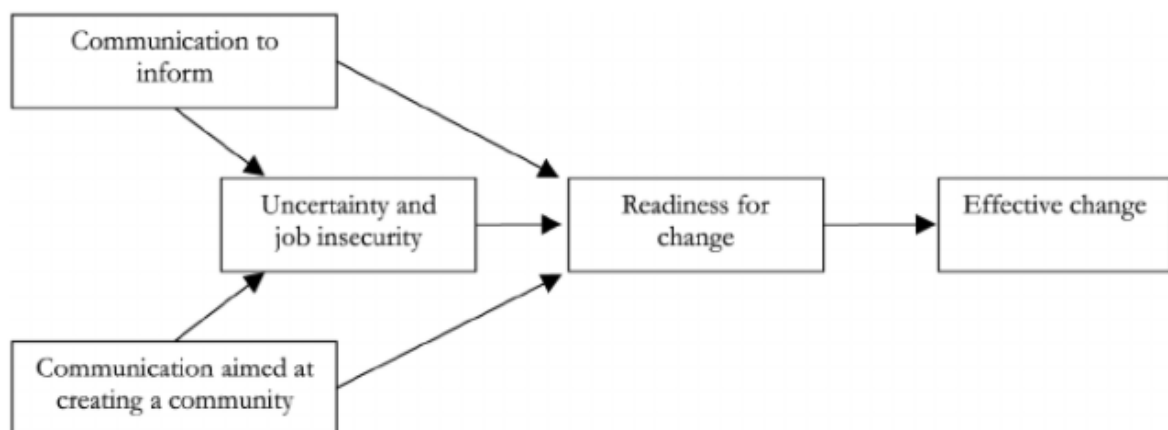 Communication to
inform
Uncertainty and
job insecurity
Readiness for
change
Effective change
Communication aimed at
creating a community